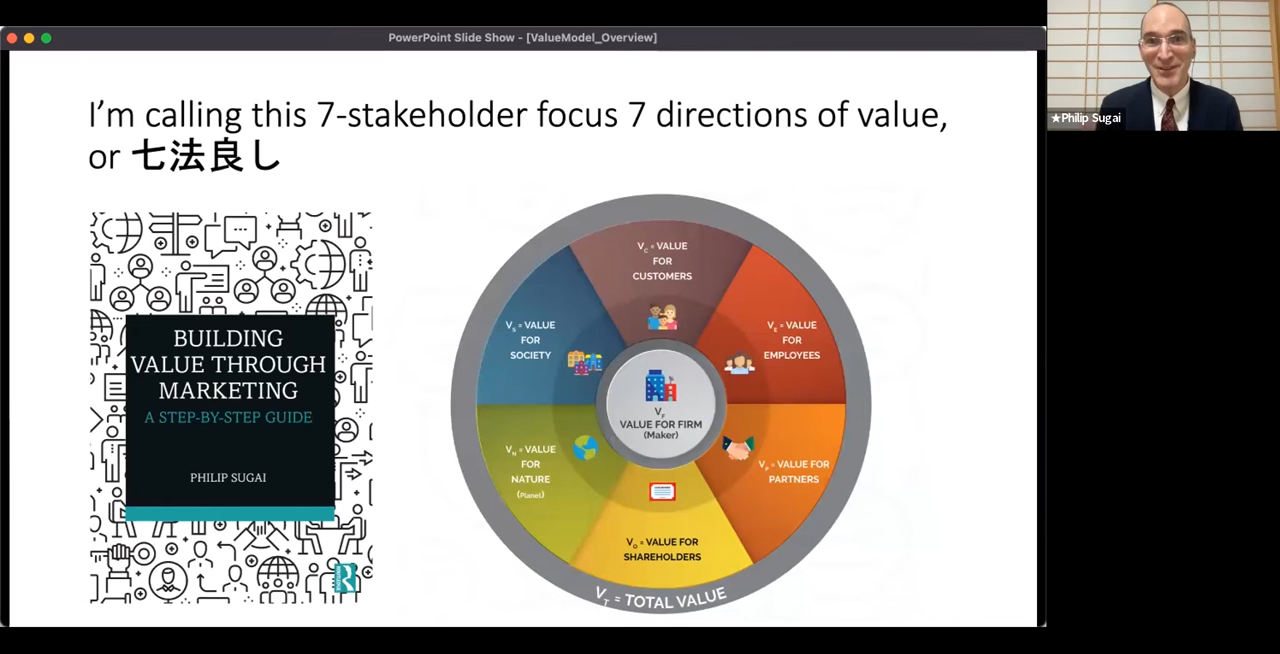 PowerPoint Slide Show - [ValueModel_Overview]
★Philip Sugai
I'm calling this 7-stakeholder focus 7 directions of value,
or 七法良し
BUILDING
VALUE THROUGH
MARKETING
A STEP-BY-STEP GUIDE
PHILIP SUGAI
VC = VALUE
FOR
CUSTOMERS
VE = VALUE
FOR
EMPLOYEES
VP = VALUE FOR
PARTNERS
VO = VALUE FOR
SHAREHOLDERS
VN = VALUE
FOR
NATURE
(Planet)
VS = VALUE
FOR
SOCIETY
VF
VALUE FOR FIRM
(Maker)
VT = TOTAL VALUE